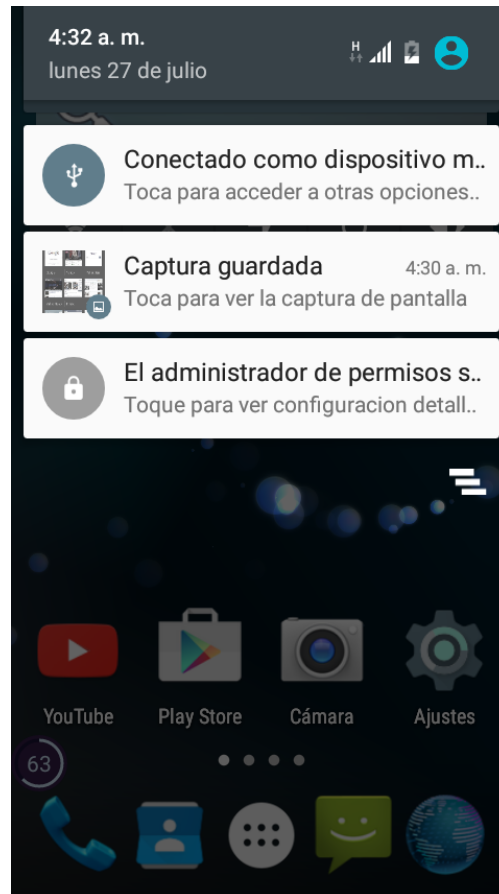 4:32 a. m.
H
lunes 27 de julio
Conectado como dispositivo m..
Toca para acceder a otras opciones..
Captura guardada 4:30 a. m.
Toca para ver la captura de pantalla
El administrador de permisos s..
Toque para ver configuracion detall..
YouTube Play Store Cámara Ajustes
63